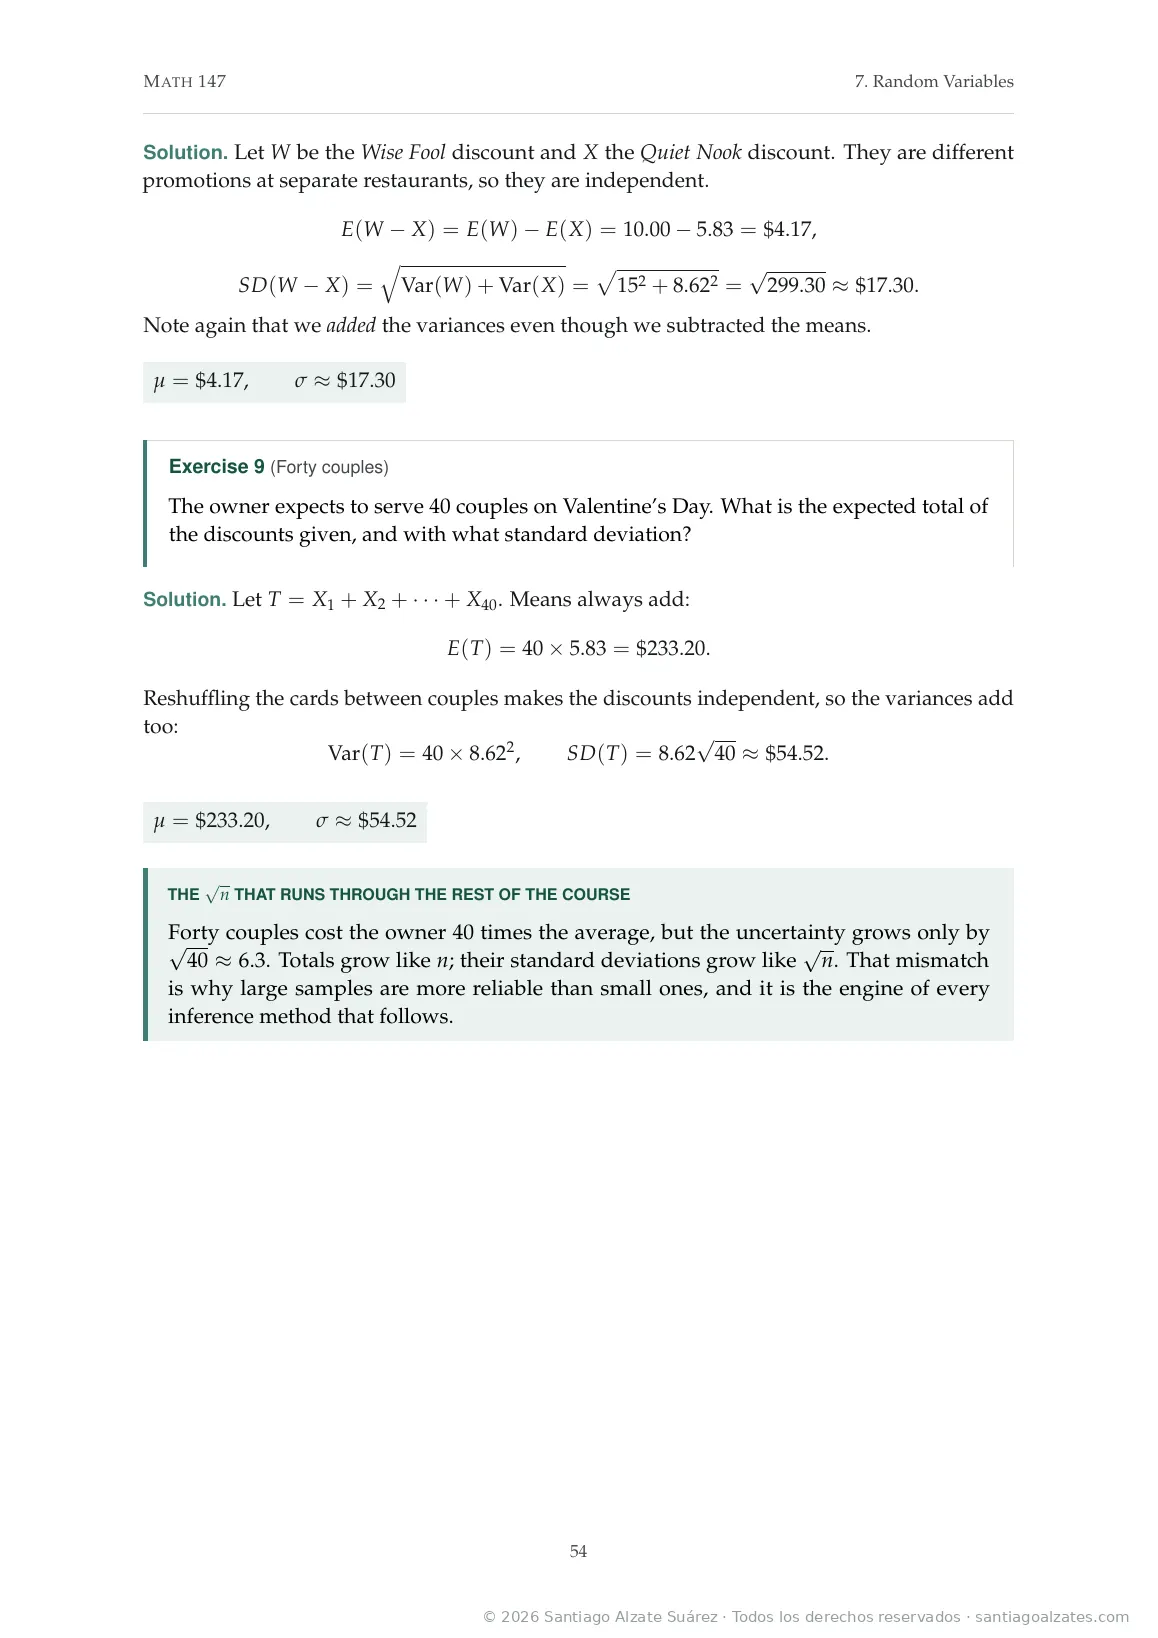 MATH 147
7. Random Variables
Solution. Let W be the Wise Fool discount and X the Quiet Nook discount. They are different
promotions at separate restaurants, so they are independent.
E(W − X) = E(W) − E(X) = 10.00 − 5.83 = $4.17,
SD(W − X) = √(Var(W) + Var(X)) = √(15² + 8.62²) = √299.30 ≈ $17.30.
Note again that we added the variances even though we subtracted the means.
μ = $4.17, σ ≈ $17.30
Exercise 9 (Forty couples)
The owner expects to serve 40 couples on Valentine’s Day. What is the expected total of
the discounts given, and with what standard deviation?
Solution. Let T = X₁ + X₂ + · · · + X₄₀. Means always add:
E(T) = 40 × 5.83 = $233.20.
Reshuffling the cards between couples makes the discounts independent, so the variances add
too:
Var(T) = 40 × 8.62², SD(T) = 8.62√40 ≈ $54.52.
μ = $233.20, σ ≈ $54.52
THE √n THAT RUNS THROUGH THE REST OF THE COURSE
Forty couples cost the owner 40 times the average, but the uncertainty grows only by
√40 ≈ 6.3. Totals grow like n; their standard deviations grow like √n. That mismatch
is why large samples are more reliable than small ones, and it is the engine of every
inference method that follows.
54
© 2026 Santiago Alzate Suárez · Todos los derechos reservados · santiagoalzates.com